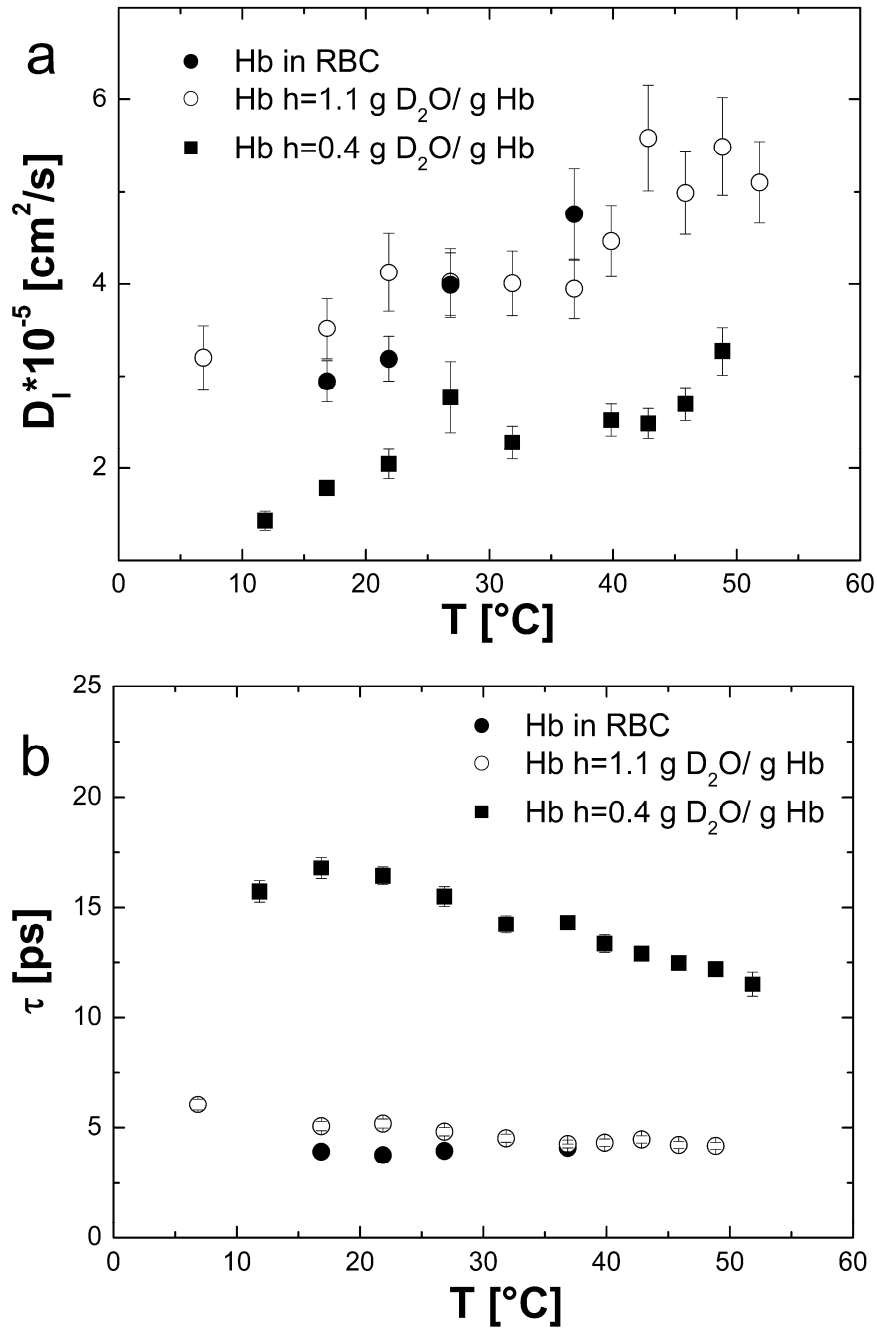 a
Hb in RBC
Hb h=1.1 g D₂O/ g Hb
Hb h=0.4 g D₂O/ g Hb
6
4
2
D_I*10⁻⁵ [cm²/s]
0 10 20 30 40 50 60
T [°C]
b
Hb in RBC
Hb h=1.1 g D₂O/ g Hb
Hb h=0.4 g D₂O/ g Hb
25
20
15
10
5
0
τ [ps]
0 10 20 30 40 50 60
T [°C]